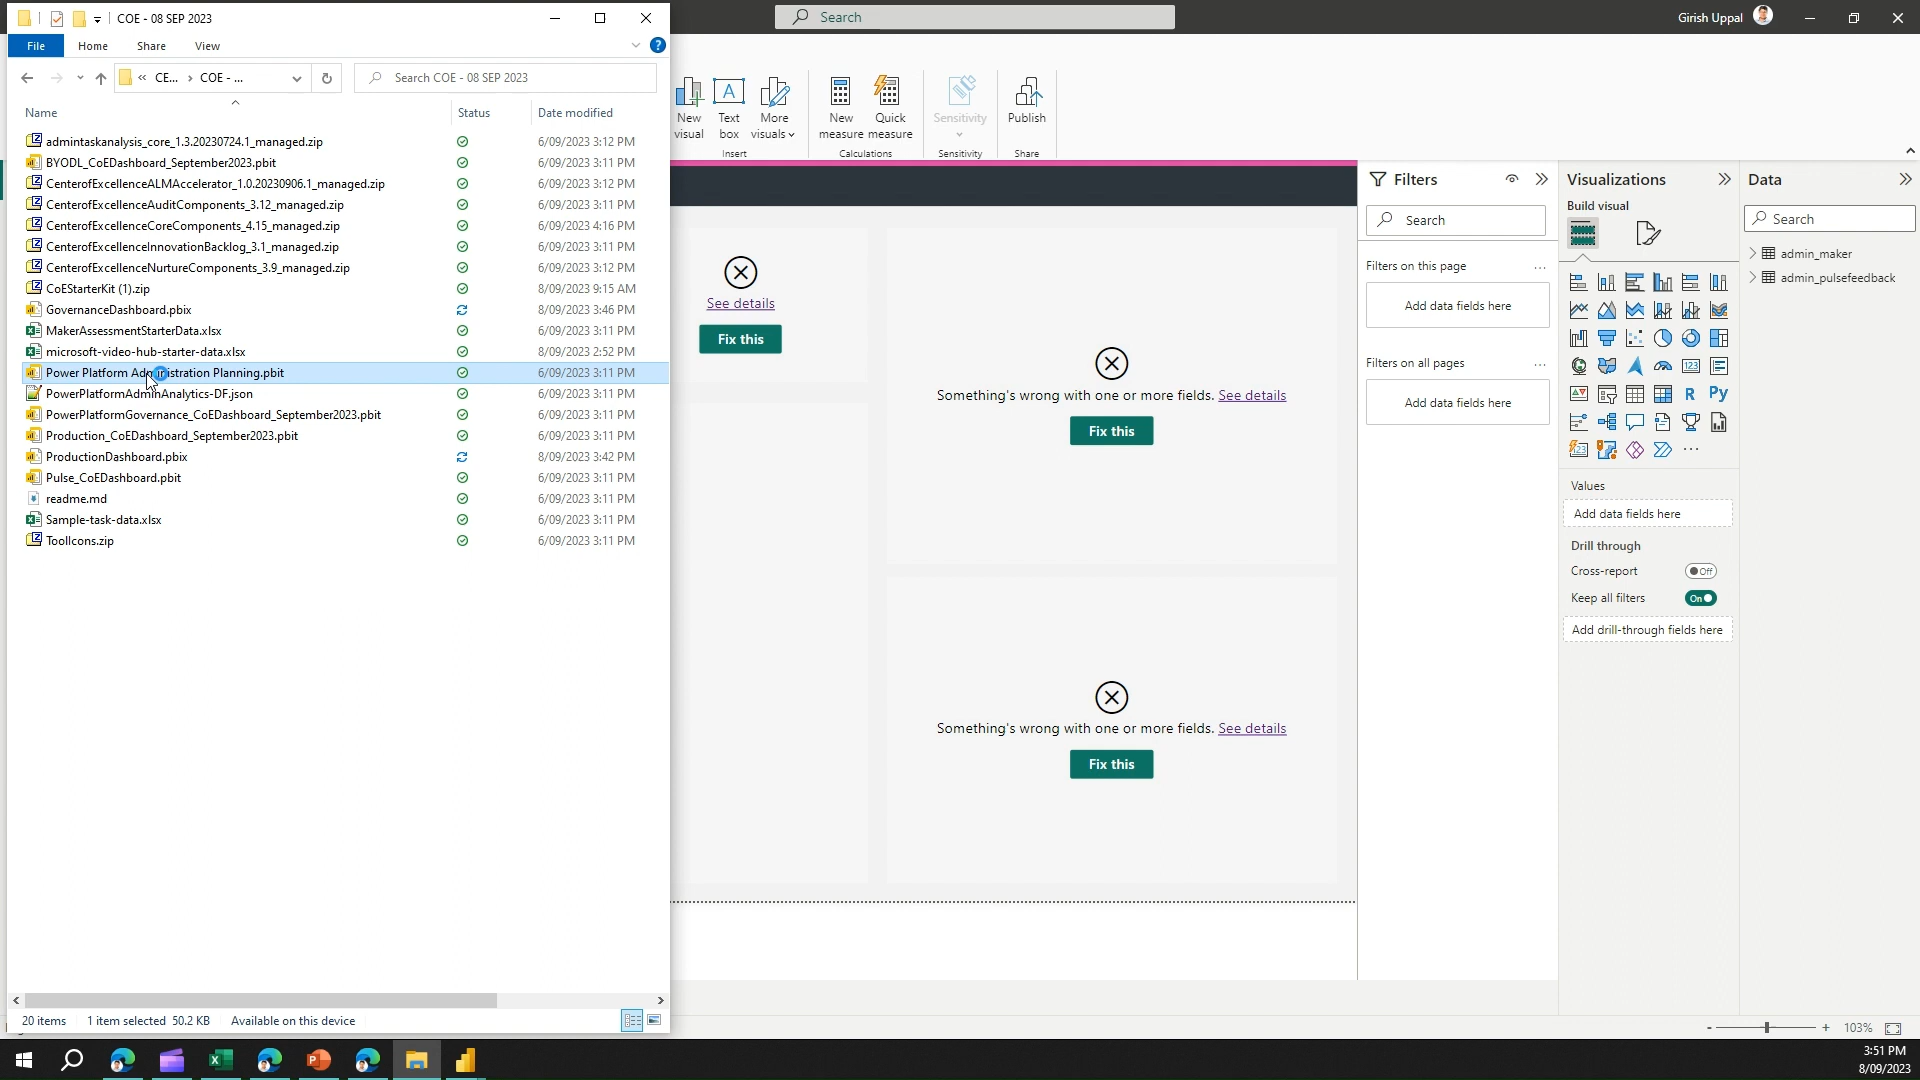 COE - 08 SEP 2023
File Home Share View
CE... COE - ...
Search COE - 08 SEP 2023
Name Status Date modified
admintaskanalysis_core_1.3.20230724.1_managed.zip 6/09/2023 3:12 PM
BYODL_CoEDashboard_September2023.pbit 6/09/2023 3:11 PM
CenterofExcellenceALMAccelerator_1.0.20230906.1_managed.zip 6/09/2023 3:12 PM
CenterofExcellenceAuditComponents_3.12_managed.zip 6/09/2023 3:11 PM
CenterofExcellenceCoreComponents_4.15_managed.zip 6/09/2023 4:16 PM
CenterofExcellenceInnovationBacklog_3.1_managed.zip 6/09/2023 3:11 PM
CenterofExcellenceNurtureComponents_3.9_managed.zip 6/09/2023 3:12 PM
CoEStarterKit (1).zip 8/09/2023 9:15 AM
GovernanceDashboard.pbix 8/09/2023 3:46 PM
MakerAssessmentStarterData.xlsx 6/09/2023 3:11 PM
microsoft-video-hub-starter-data.xlsx 8/09/2023 2:52 PM
Power Platform Administration Planning.pbit 6/09/2023 3:11 PM
PowerPlatformAdminAnalytics-DF.json 6/09/2023 3:11 PM
PowerPlatformGovernance_CoEDashboard_September2023.pbit 6/09/2023 3:11 PM
Production_CoEDashboard_September2023.pbit 6/09/2023 3:11 PM
ProductionDashboard.pbix 8/09/2023 3:42 PM
Pulse_CoEDashboard.pbit 6/09/2023 3:11 PM
readme.md 6/09/2023 3:11 PM
Sample-task-data.xlsx 6/09/2023 3:11 PM
ToolIcons.zip 6/09/2023 3:11 PM
20 items 1 item selected 50.2 KB Available on this device
Search
Girish Uppal
New visual
Text box
More visuals
Insert
New measure
Quick measure
Calculations
Sensitivity
Sensitivity
Publish
Share
See details
Fix this
Something's wrong with one or more fields. See details
Fix this
Something's wrong with one or more fields. See details
Fix this
Filters
Search
Filters on this page ...
Add data fields here
Filters on all pages ...
Add data fields here
Visualizations
Build visual
R Py
123
...
Values
Add data fields here
Drill through
Cross-report Off
Keep all filters On
Add drill-through fields here
Data
Search
admin_maker
admin_pulsefeedback
- + 103%
3:51 PM
8/09/2023